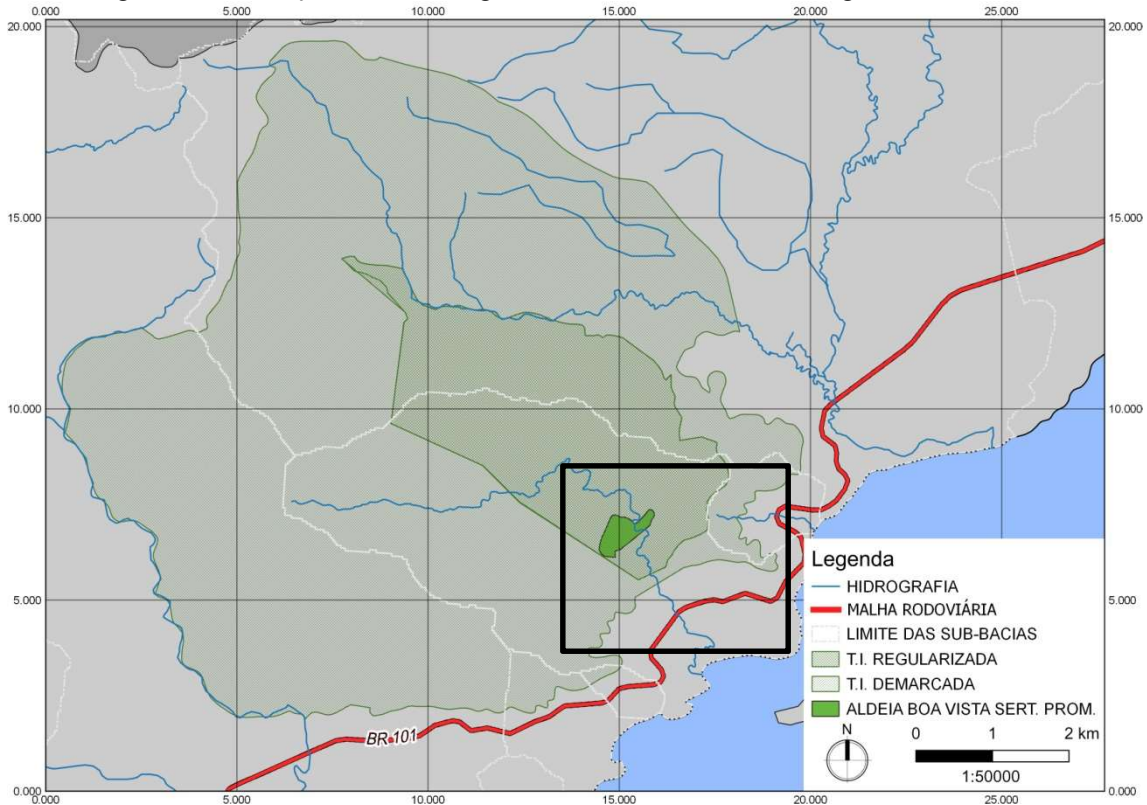 0.000 5.000 10.000 15.000 20.000 25.000
20.000 20.000
15.000 15.000
10.000 10.000
Legenda
HIDROGRAFIA
5.000 MALHA RODOVIÁRIA 5.000
LIMITE DAS SUB-BACIAS
T.I. REGULARIZADA
T.I. DEMARCADA
ALDEIA BOA VISTA SERT. PROM.
BR 101
N 0 1 2 km
1:50000
0.000 0.000
0.000 5.000 10.000 15.000 20.000 25.000